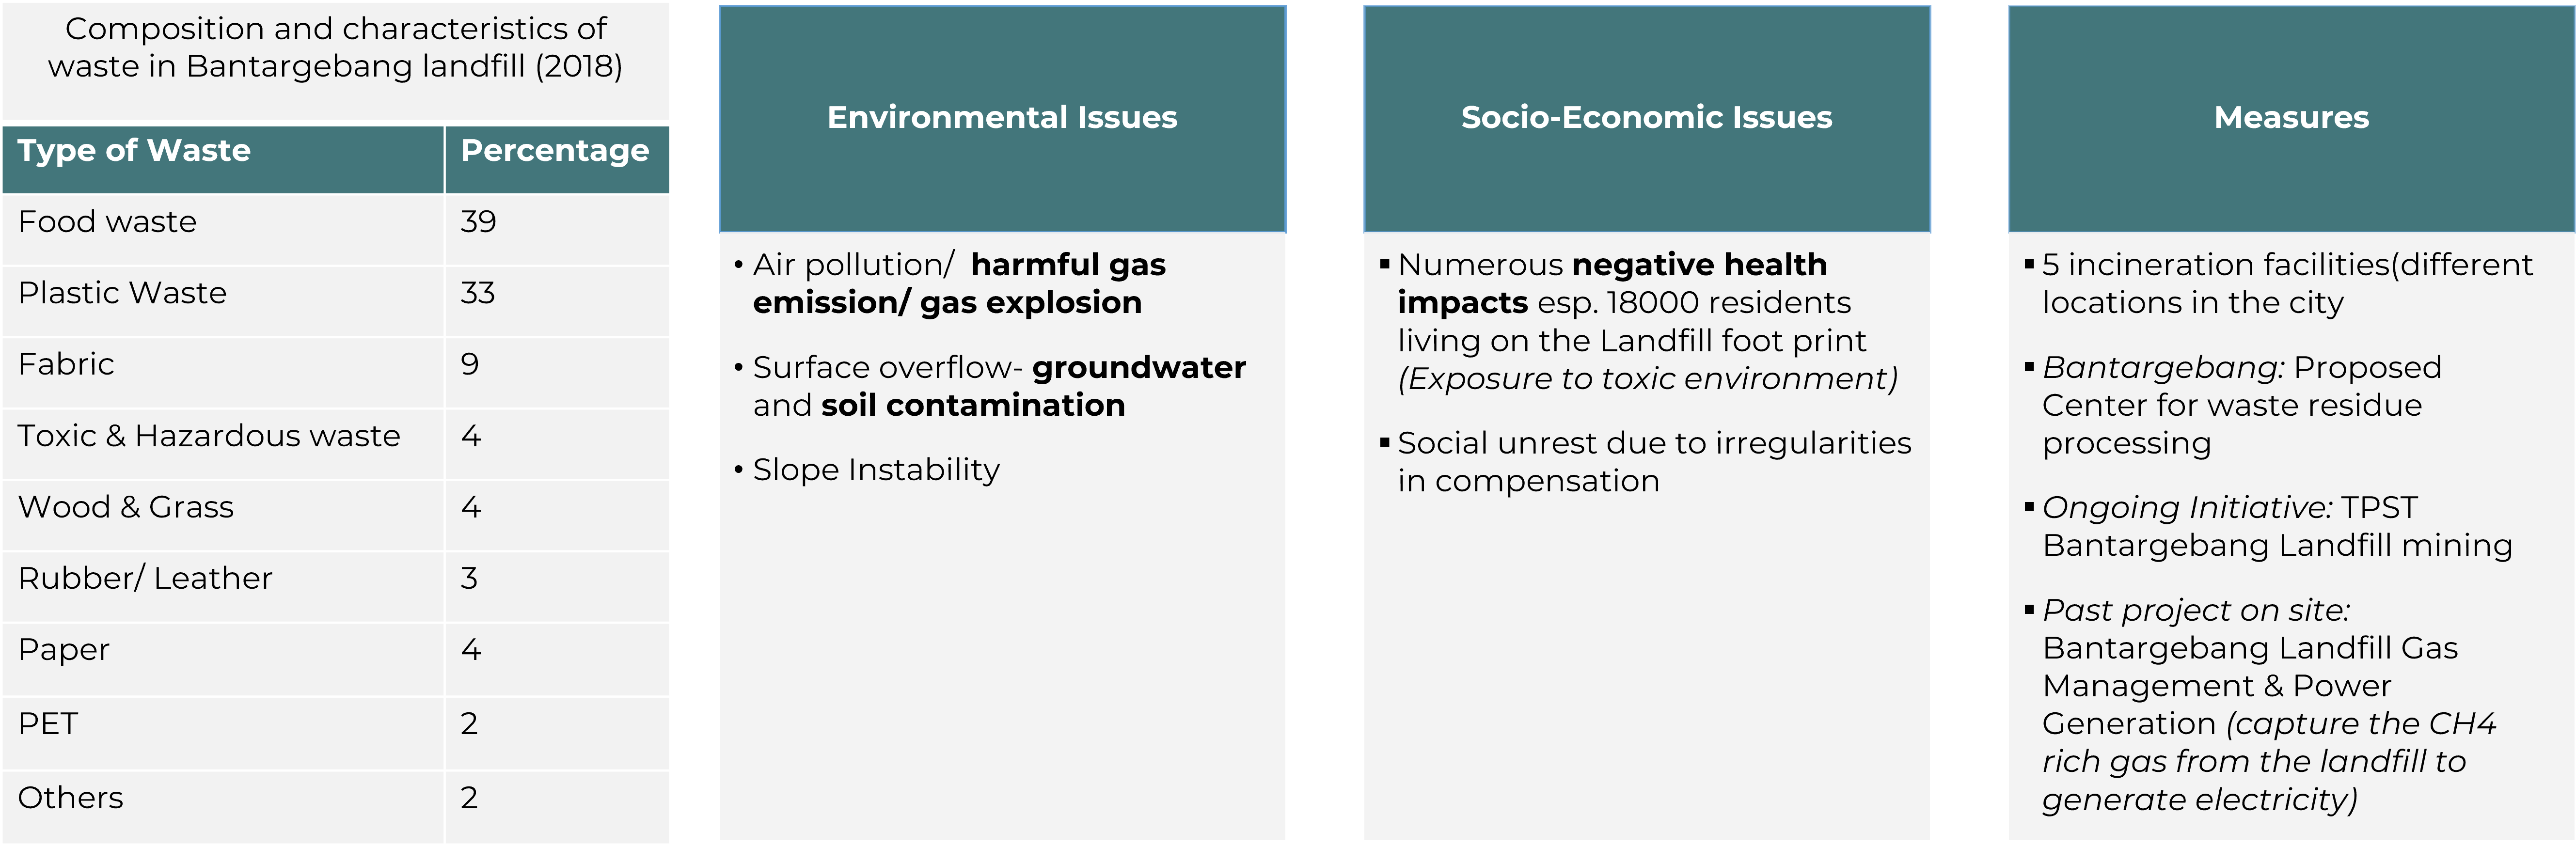 Composition and characteristics of
waste in Bantargebang landfill (2018)
Type of Waste Percentage
Food waste 39
Plastic Waste 33
Fabric 9
Toxic & Hazardous waste 4
Wood & Grass 4
Rubber/ Leather 3
Paper 4
PET 2
Others 2
Environmental Issues
• Air pollution/ harmful gas
emission/ gas explosion
• Surface overflow- groundwater
and soil contamination
• Slope Instability
Socio-Economic Issues
▪ Numerous negative health
impacts esp. 18000 residents
living on the Landfill foot print
(Exposure to toxic environment)
▪ Social unrest due to irregularities
in compensation
Measures
▪ 5 incineration facilities(different
locations in the city
▪ Bantargebang: Proposed
Center for waste residue
processing
▪ Ongoing Initiative: TPST
Bantargebang Landfill mining
▪ Past project on site:
Bantargebang Landfill Gas
Management & Power
Generation (capture the CH4
rich gas from the landfill to
generate electricity)